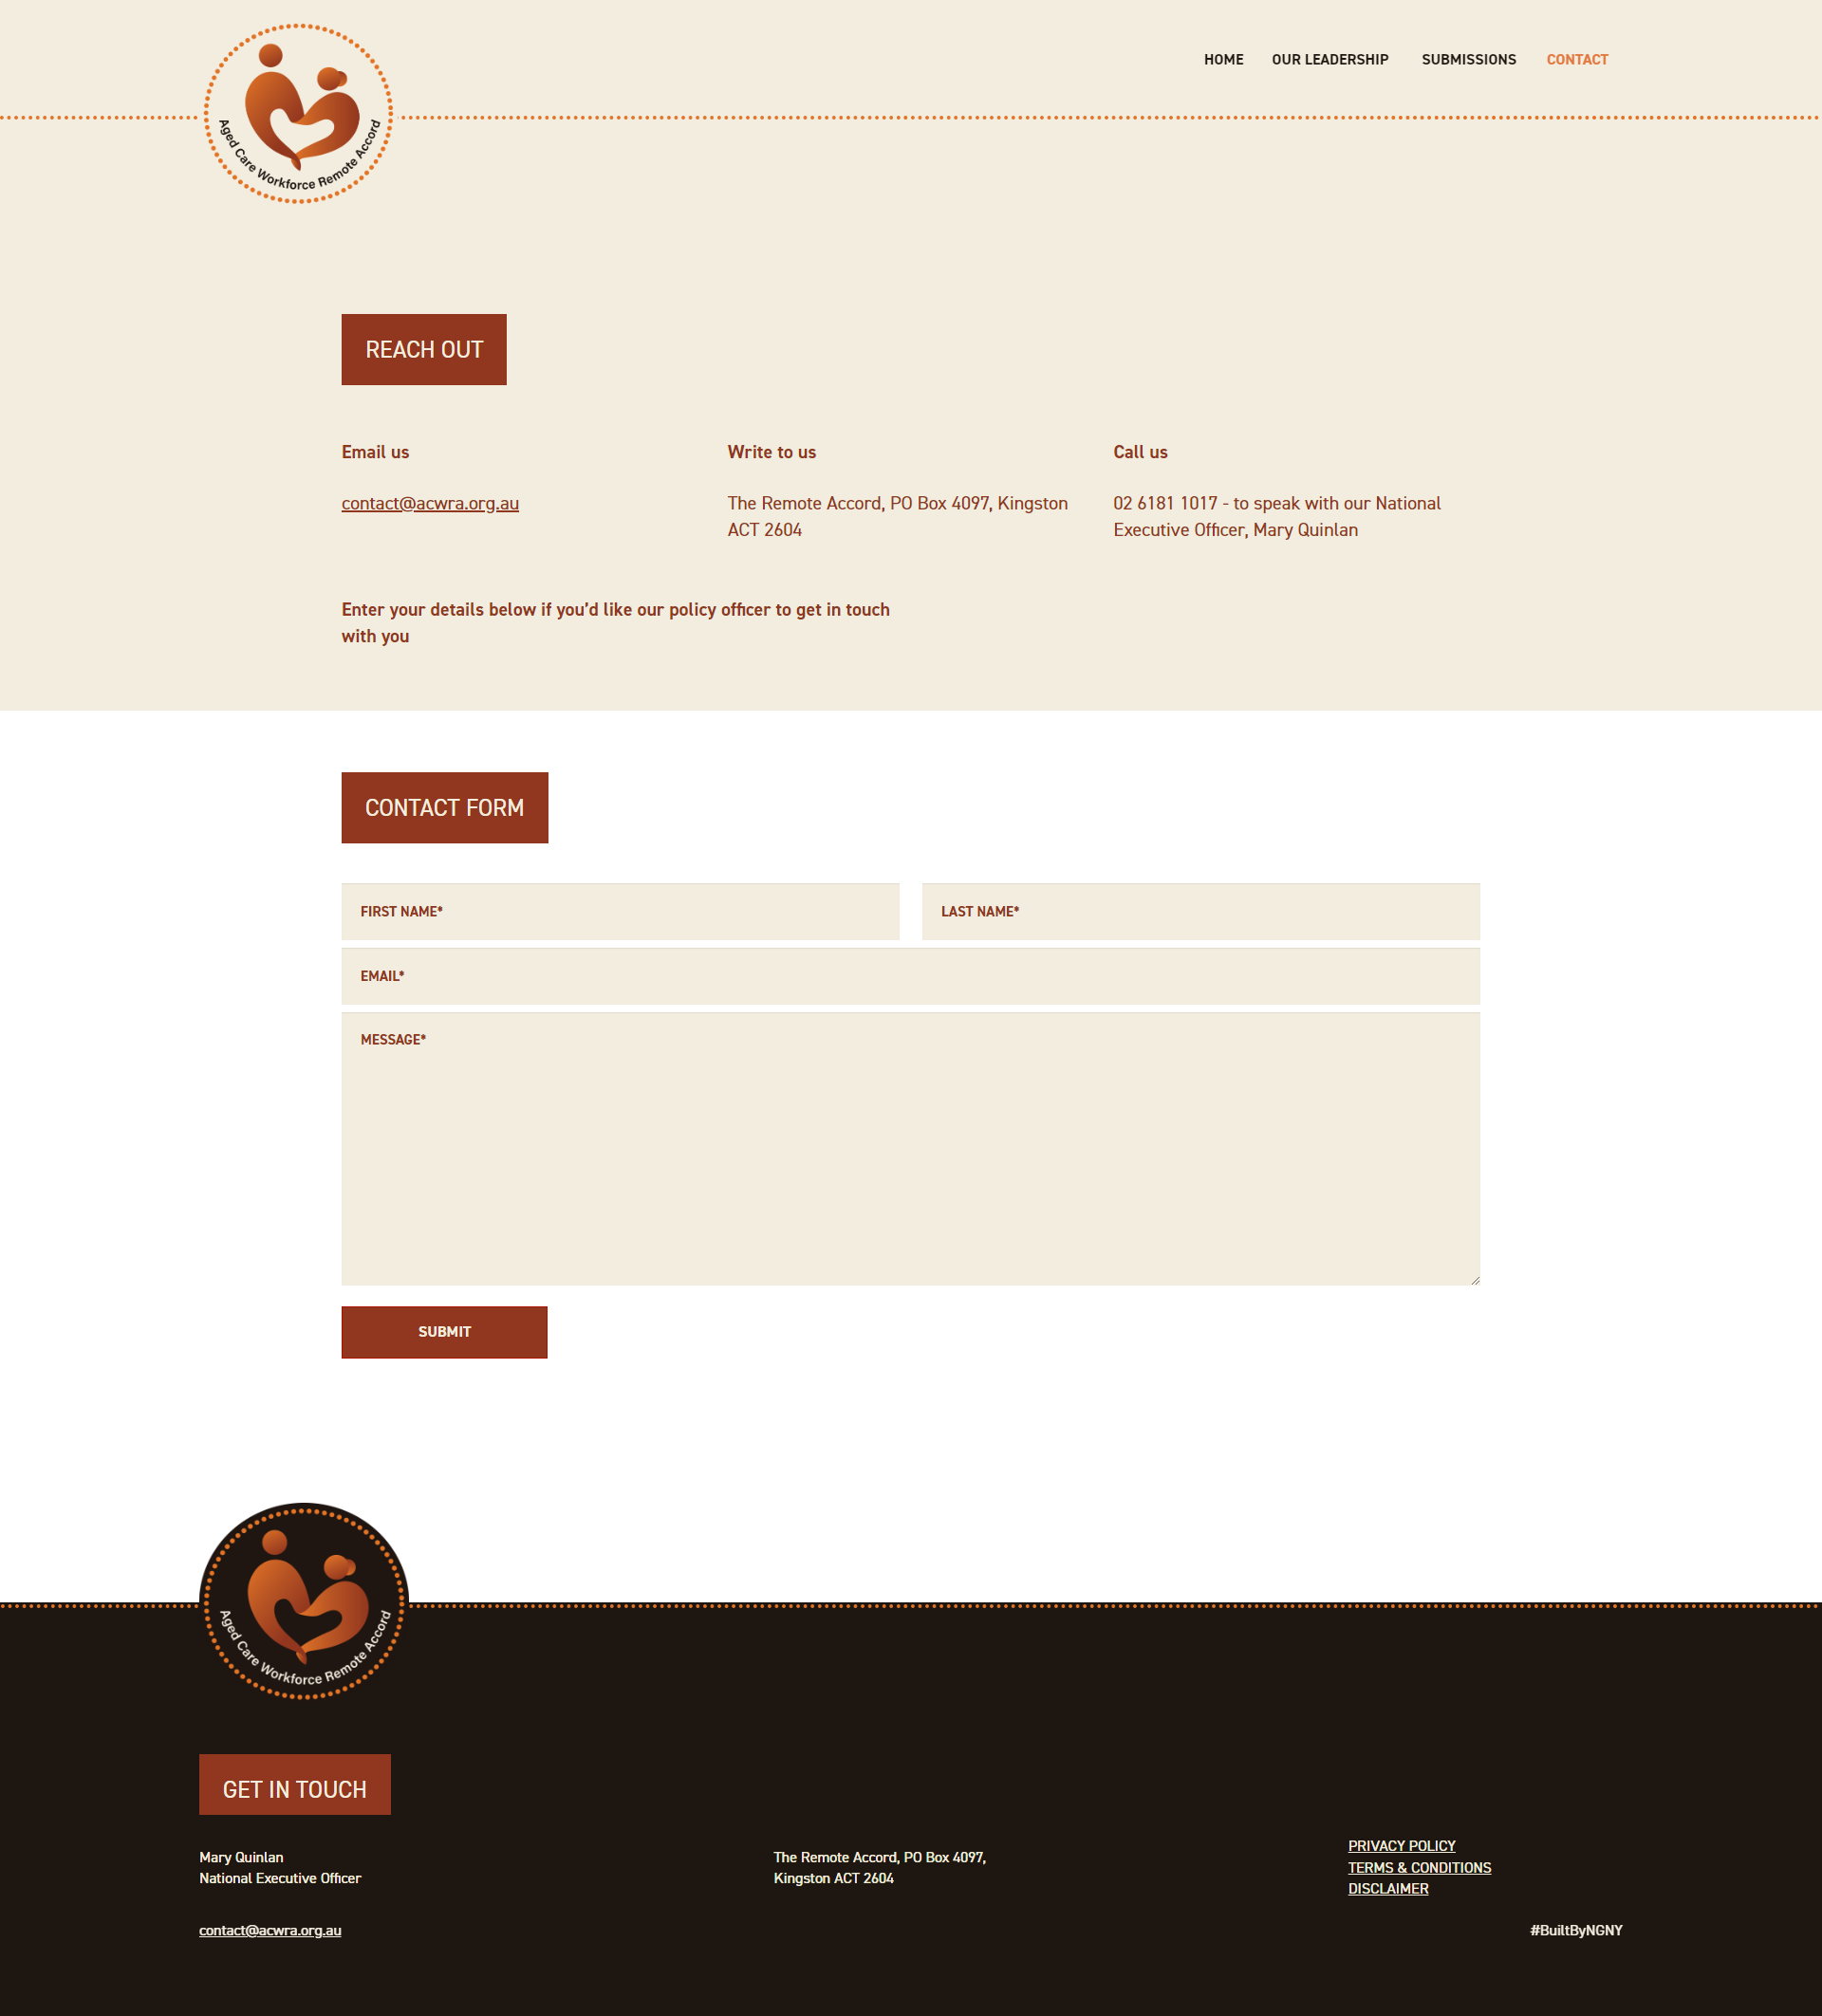 Aged Care Workforce Remote Accord
HOME OUR LEADERSHIP SUBMISSIONS CONTACT
REACH OUT
Email us
contact@acwra.org.au
Write to us
The Remote Accord, PO Box 4097, Kingston
ACT 2604
Call us
02 6181 1017 - to speak with our National
Executive Officer, Mary Quinlan
Enter your details below if you’d like our policy officer to get in touch
with you
CONTACT FORM
FIRST NAME*
LAST NAME*
EMAIL*
MESSAGE*
SUBMIT
Aged Care Workforce Remote Accord
GET IN TOUCH
Mary Quinlan
National Executive Officer
contact@acwra.org.au
The Remote Accord, PO Box 4097,
Kingston ACT 2604
PRIVACY POLICY
TERMS & CONDITIONS
DISCLAIMER
#BuiltByNGNY